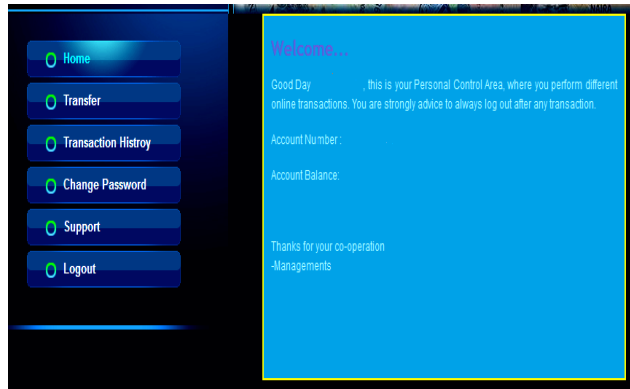 Home
Transfer
Transaction Histroy
Change Password
Support
Logout
Welcome...
Good Day , this is your Personal Control Area, where you perform different
online transactions. You are strongly advice to always log out after any transaction.
Account Number :
Account Balance:
Thanks for your co-operation
-Managements